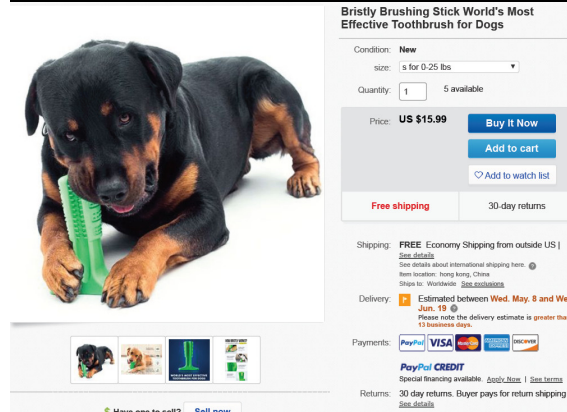 Bristly Brushing Stick World's Most
Effective Toothbrush for Dogs
Condition: New
size: s for 0-25 lbs
Quantity: 1 5 available
Price: US $15.99
Buy It Now
Add to cart
Add to watch list
Free shipping 30-day returns
Shipping: FREE Economy Shipping from outside US |
See details
See details about international shipping here.
Item location: hong kong, China
Ships to: Worldwide See exclusions
Delivery: Estimated between Wed. May. 8 and We
Jun. 19
Please note the delivery estimate is greater tha
13 business days.
Payments: PayPal VISA DISCOVER
PayPal CREDIT
Special financing available. Apply Now | See terms
Returns: 30 day returns. Buyer pays for return shipping
See details
WORLD'S MOST EFFECTIVE
TOOTHBRUSH FOR DOGS
Have one to sell? Sell now